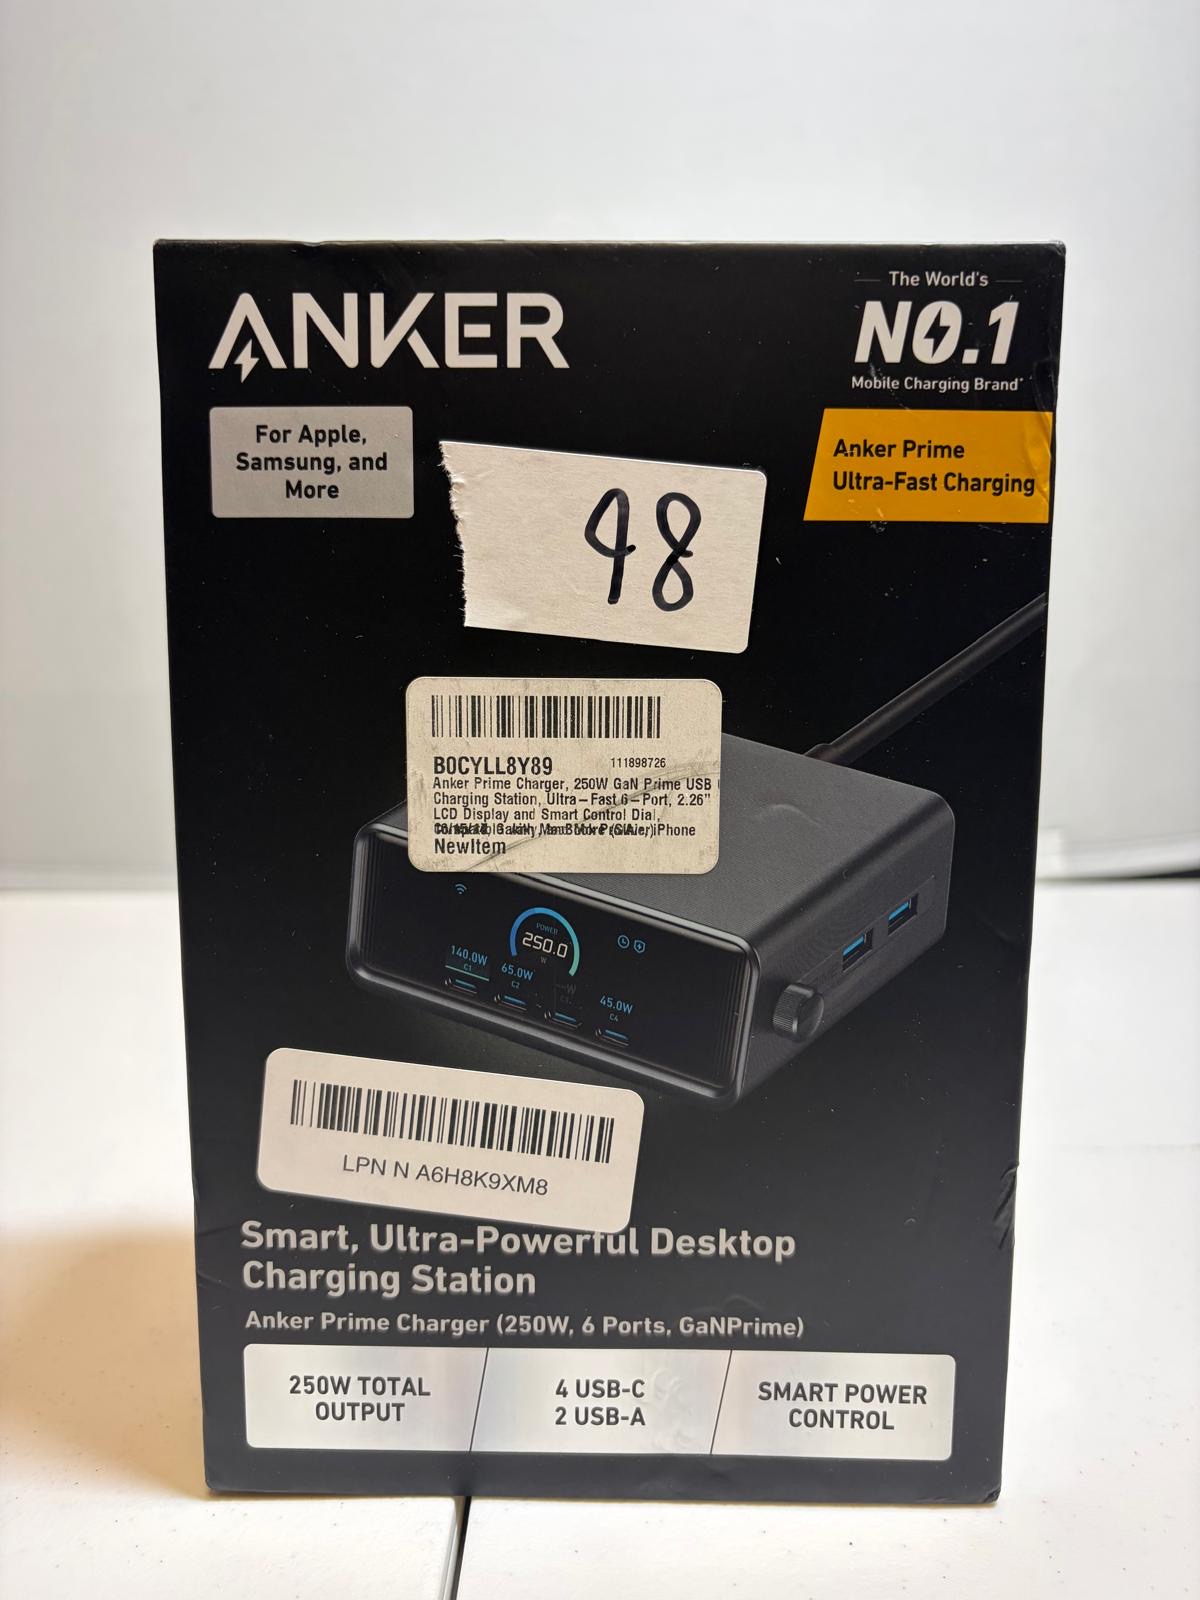 ANKER
The World's
NO.1
Mobile Charging Brand*
For Apple,
Samsung, and
More
Anker Prime
Ultra-Fast Charging
98
B0CYLL8Y89 111898726
Anker Prime Charger, 250W GaN Prime USB
Charging Station, Ultra-Fast 6-Port, 2.26"
LCD Display and Smart Control Dial,
iPhone
NewItem
POWER
250.0
W
140.0W
C1
65.0W
C2
--W
C3
45.0W
C4
LPN N A6H8K9XM8
Smart, Ultra-Powerful Desktop
Charging Station
Anker Prime Charger (250W, 6 Ports, GaNPrime)
250W TOTAL
OUTPUT
4 USB-C
2 USB-A
SMART POWER
CONTROL